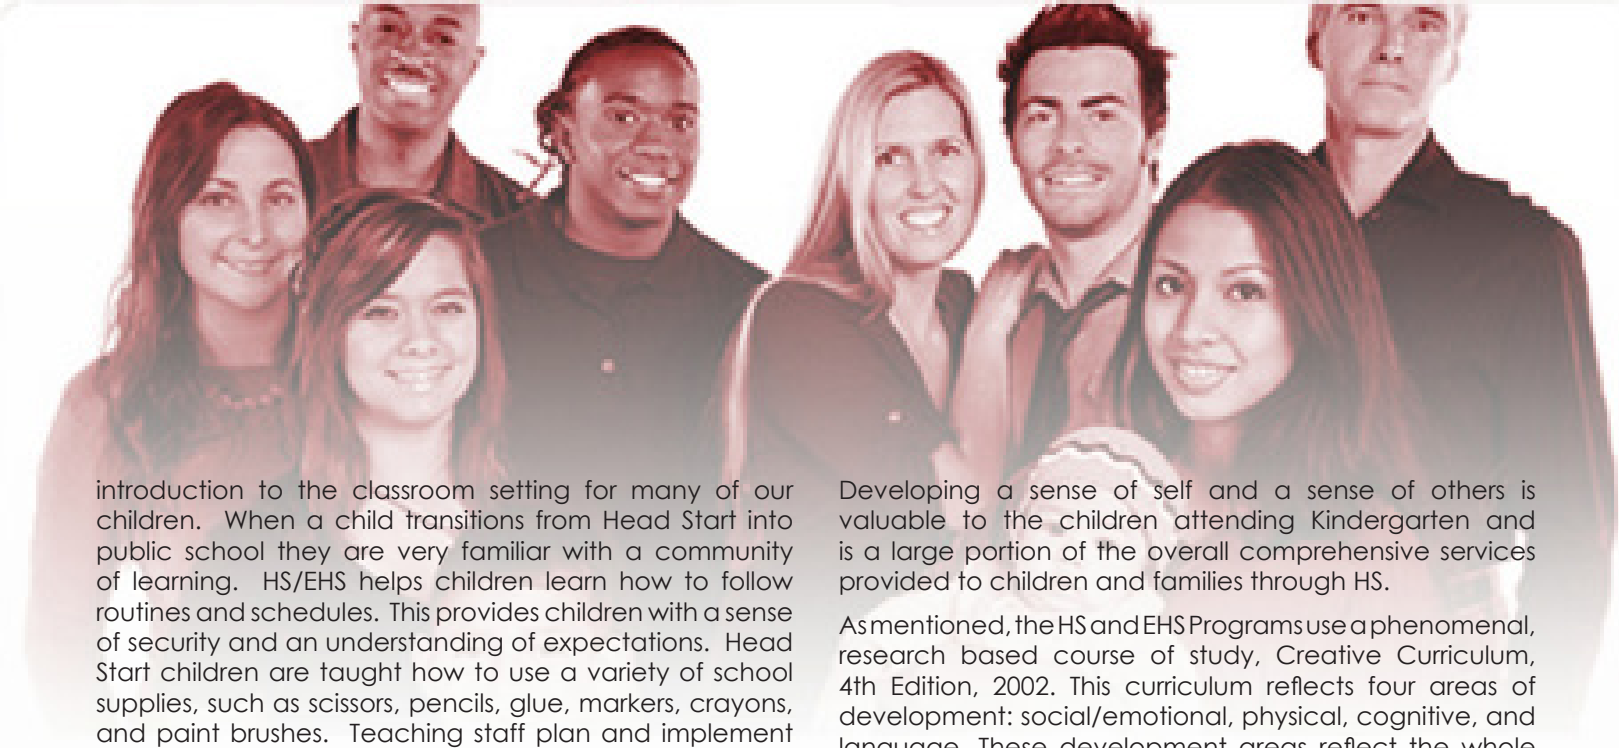 introduction to the classroom setting for many of our
children. When a child transitions from Head Start into
public school they are very familiar with a community
of learning. HS/EHS helps children learn how to follow
routines and schedules. This provides children with a sense
of security and an understanding of expectations. Head
Start children are taught how to use a variety of school
supplies, such as scissors, pencils, glue, markers, crayons,
and paint brushes. Teaching staff plan and implement
Developing a sense of self and a sense of others is
valuable to the children attending Kindergarten and
is a large portion of the overall comprehensive services
provided to children and families through HS.
As mentioned, the HS and EHS Programs use a phenomenal,
research based course of study, Creative Curriculum,
4th Edition, 2002. This curriculum reflects four areas of
development: social/emotional, physical, cognitive, and
language. These development areas reflect the whole